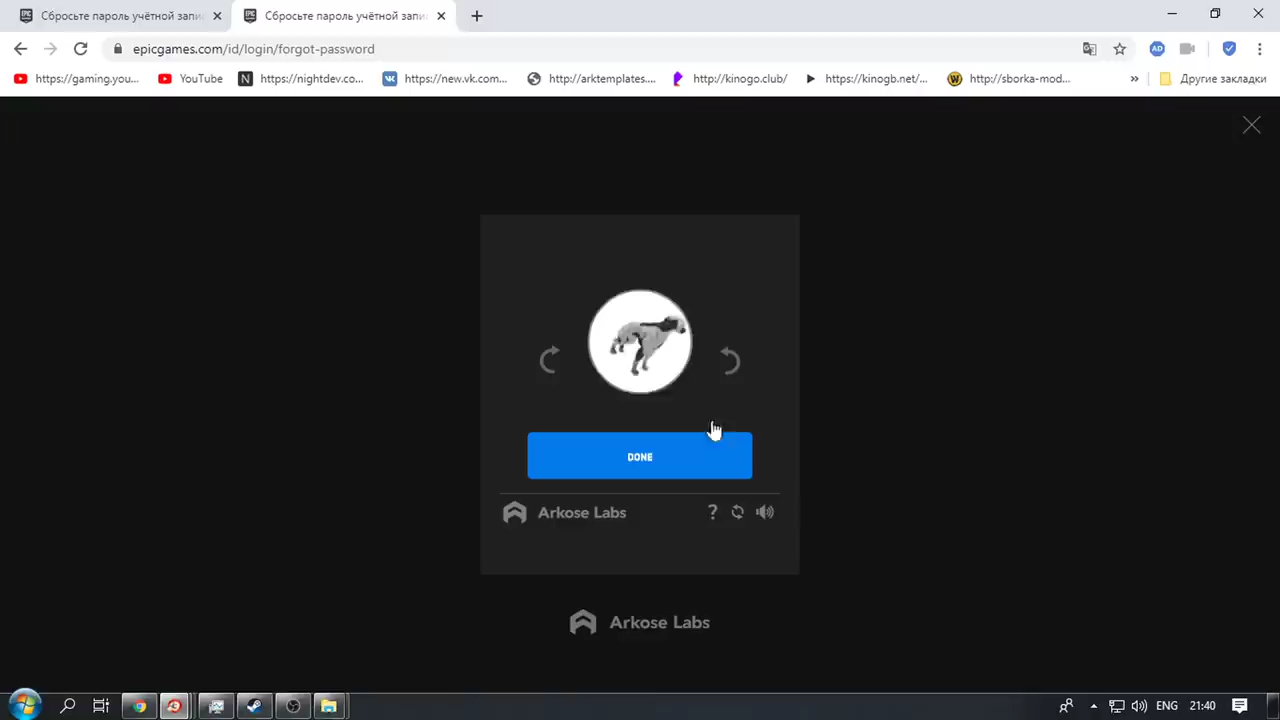 Сбросьте пароль учётной запи
Сбросьте пароль учётной запи
epicgames.com/id/login/forgot-password
https://gaming.you...
YouTube
https://nightdev.co...
https://new.vk.com...
http://arktemplates....
http://kinogo.club/
https://kinogb.net/...
http://sborka-mod...
»
Другие закладки
DONE
Arkose Labs
?
Arkose Labs
ENG
21:40